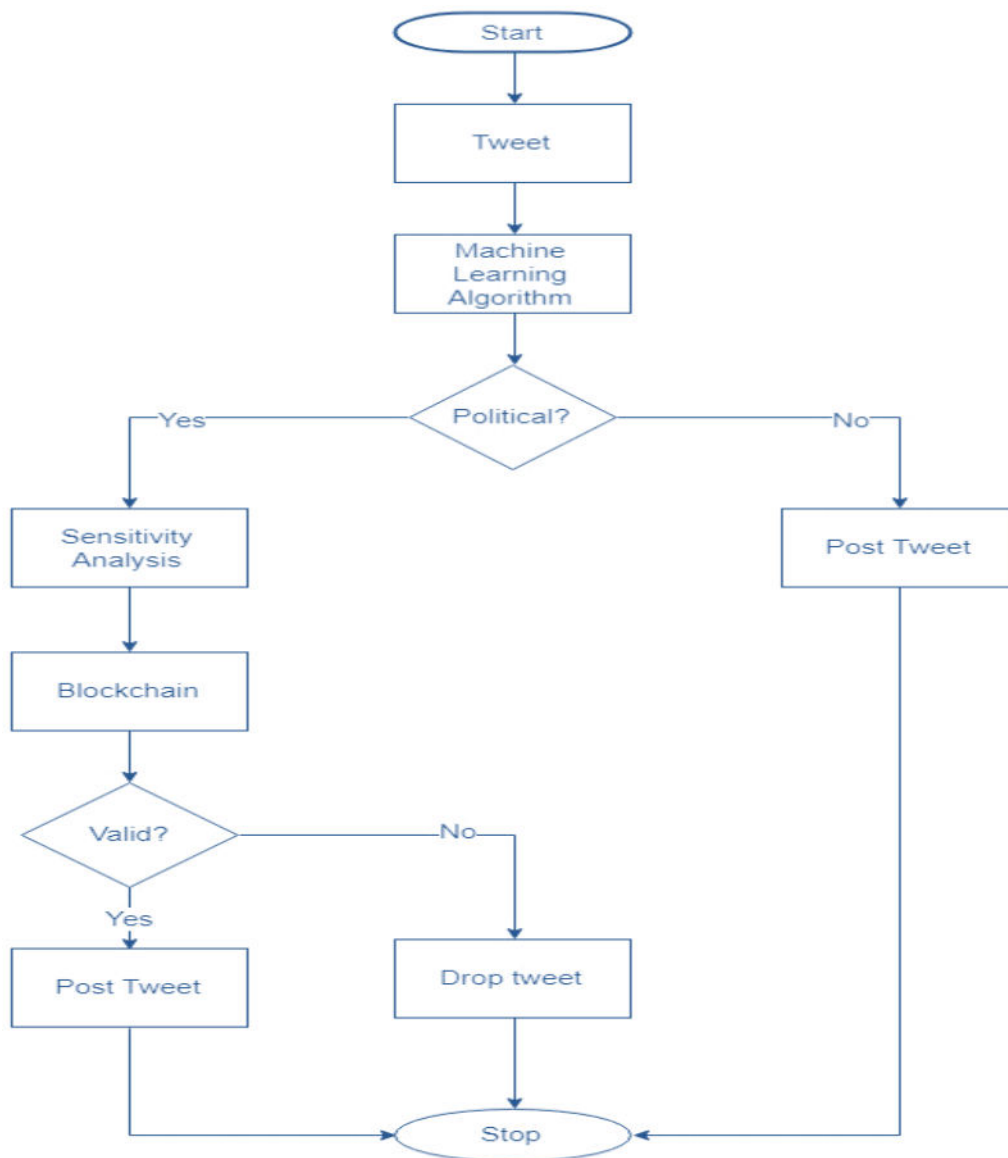 Start
Tweet
Machine
Learning
Algorithm
Political?
Yes
No
Sensitivity
Analysis
Post Tweet
Blockchain
Valid?
No
Yes
Post Tweet
Drop tweet
Stop